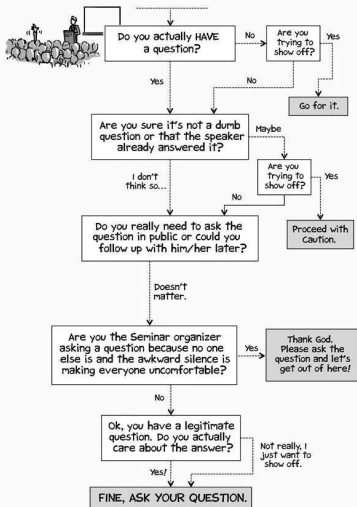 Do you actually HAVE
a question?
No
Are you
trying to
show off?
Yes
Yes
No
Go for it.
Are you sure it's not a dumb
question or that the speaker
already answered it?
Maybe
Are you
trying to
show off?
Yes
I don't
think so...
No
Proceed with
Caution.
Do you really need to ask the
question in public or could you
follow up with him/her later?
Doesn't
matter.
Are you the Seminar organizer
asking a question because no one
else is and the awkward silence is
making everyone uncomfortable?
Yes
Thank God.
Please ask the
question and let's
get out of here!
No
Ok, you have a legitimate
question. Do you actually
care about the answer?
Not really, I
just want to
show off.
Yes!
FINE, ASK YOUR QUESTION.